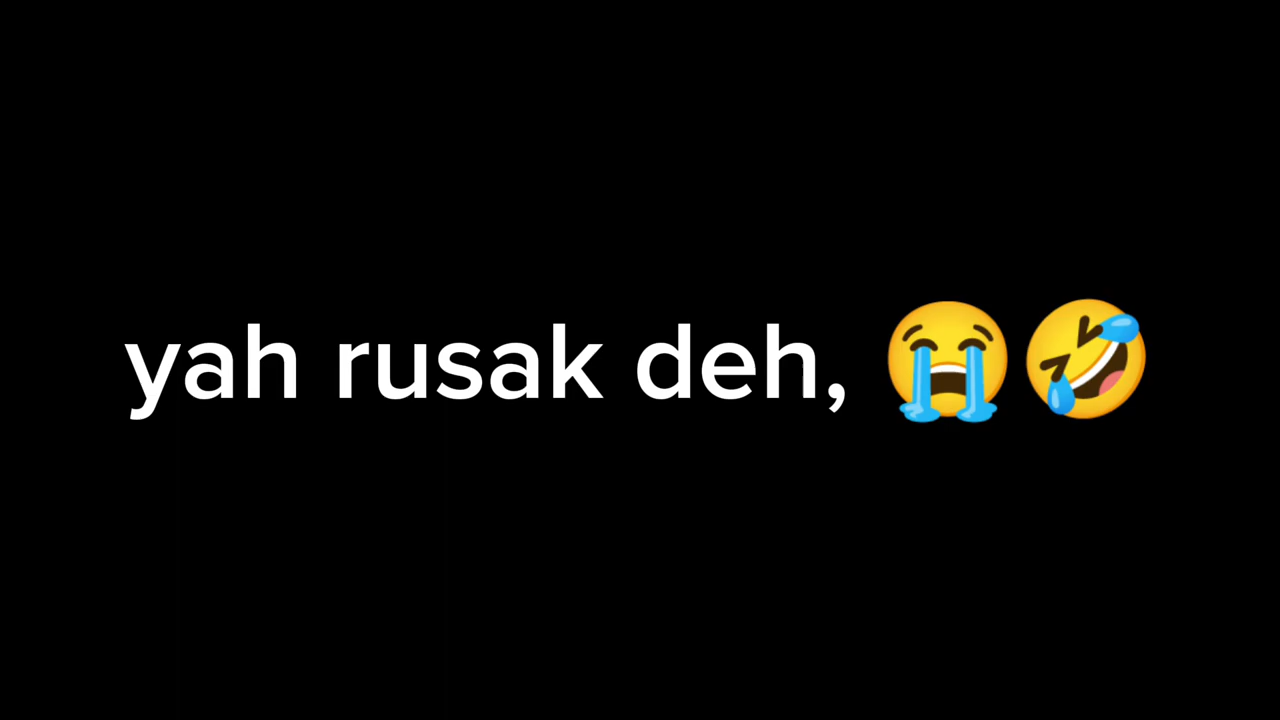 yah rusak deh, 😭🤣